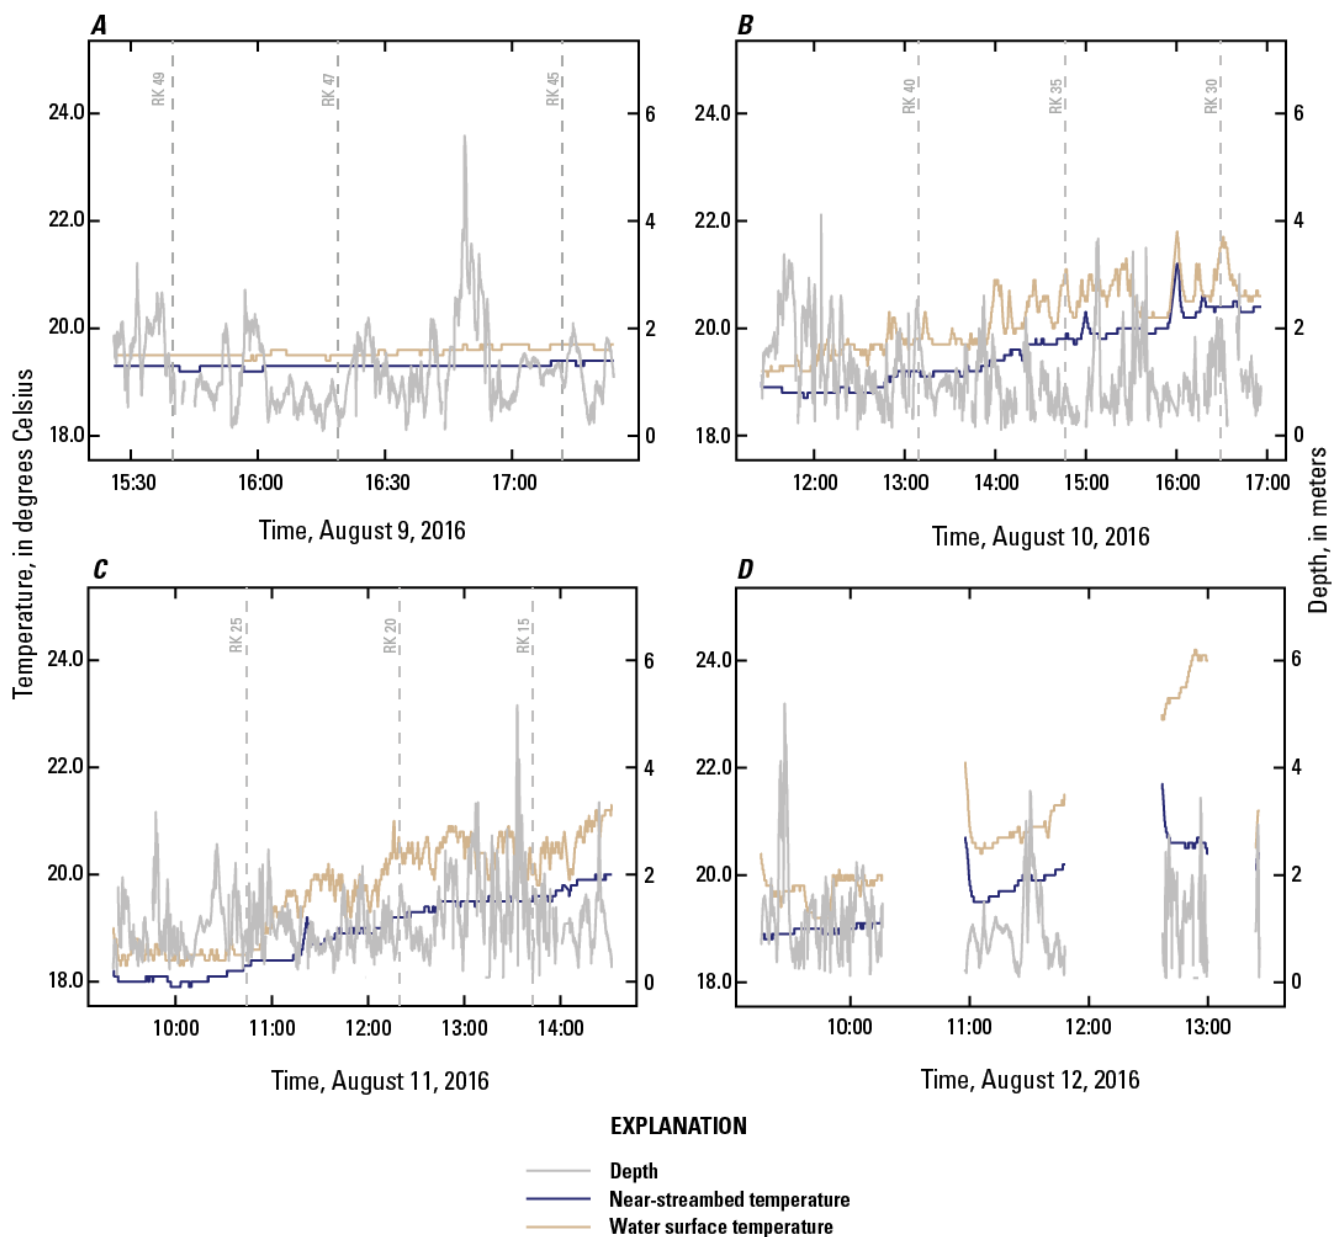 A
RK 49
RK 47
RK 45
24.0
22.0
20.0
18.0
6
4
2
0
15:30 16:00 16:30 17:00
Time, August 9, 2016
B
RK 40
RK 35
RK 30
24.0
22.0
20.0
18.0
6
4
2
0
12:00 13:00 14:00 15:00 16:00 17:00
Time, August 10, 2016
Temperature, in degrees Celsius
Depth, in meters
C
RK 25
RK 20
RK 15
24.0
22.0
20.0
18.0
6
4
2
0
10:00 11:00 12:00 13:00 14:00
Time, August 11, 2016
D
24.0
22.0
20.0
18.0
6
4
2
0
10:00 11:00 12:00 13:00
Time, August 12, 2016
EXPLANATION
Depth
Near-streambed temperature
Water surface temperature